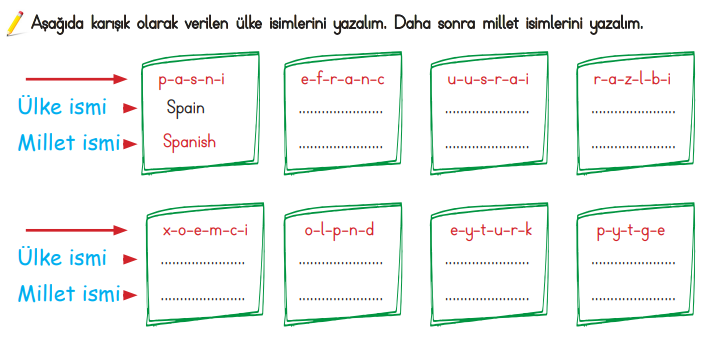 Aşağıda karışık olarak verilen ülke isimlerini yazalım. Daha sonra millet isimlerini yazalım.
p-a-s-n-i e-f-r-a-n-c u-u-s-r-a-i r-a-z-l-b-i
Ülke ismi Spain ........................ ........................ ........................
Millet ismi Spanish ........................ ........................ ........................
x-o-e-m-c-i o-l-p-n-d e-y-t-u-r-k p-y-t-g-e
Ülke ismi ........................ ........................ ........................ ........................
Millet ismi ........................ ........................ ........................ ........................